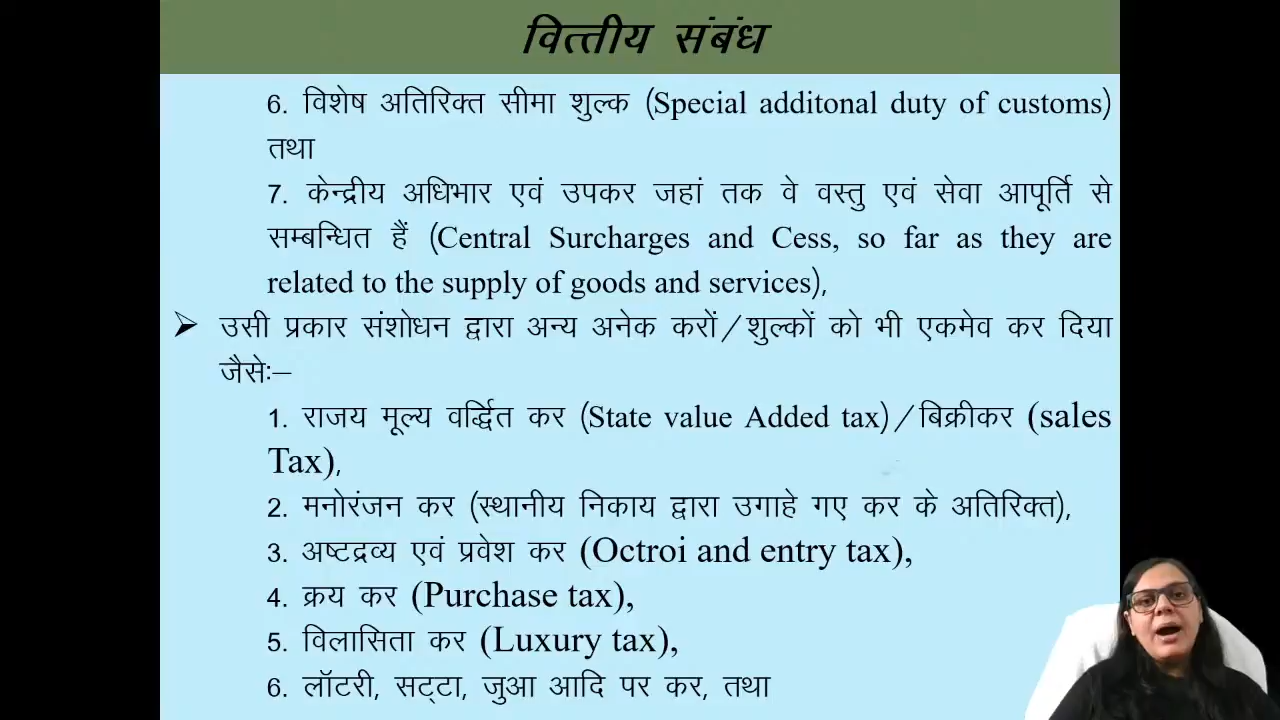 वित्तीय संबंध
6. विशेष अतिरिक्त सीमा शुल्क (Special additonal duty of customs)
तथा
7. केन्द्रीय अधिभार एवं उपकर जहां तक वे वस्तु एवं सेवा आपूर्ति से
सम्बन्धित हैं (Central Surcharges and Cess, so far as they are
related to the supply of goods and services),
➢ उसी प्रकार संशोधन द्वारा अन्य अनेक करों/शुल्कों को भी एकमेव कर दिया
जैसेः–
1. राजय मूल्य वर्द्धित कर (State value Added tax)/बिक्रीकर (sales
Tax),
2. मनोरंजन कर (स्थानीय निकाय द्वारा उगाहे गए कर के अतिरिक्त),
3. अष्टद्रव्य एवं प्रवेश कर (Octroi and entry tax),
4. क्रय कर (Purchase tax),
5. विलासिता कर (Luxury tax),
6. लॉटरी, सट्टा, जुआ आदि पर कर, तथा